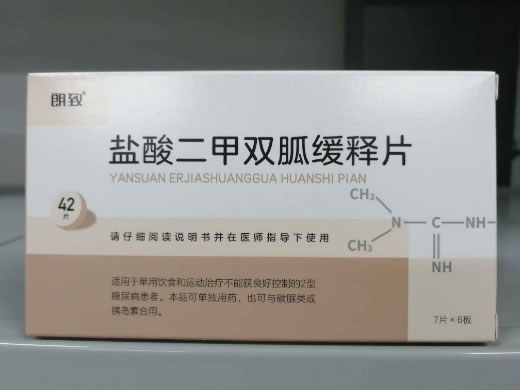 朗致®
盐酸二甲双胍缓释片
YANSUAN ERJIASHUANGGUA HUANSHI PIAN
42
片
请仔细阅读说明书并在医师指导下使用
CH₃
N
C
NH
CH₃
NH
适用于单用饮食和运动治疗不能获良好控制的2型
糖尿病患者。本品可单独用药，也可与磺脲类或
胰岛素合用。
7片×6板